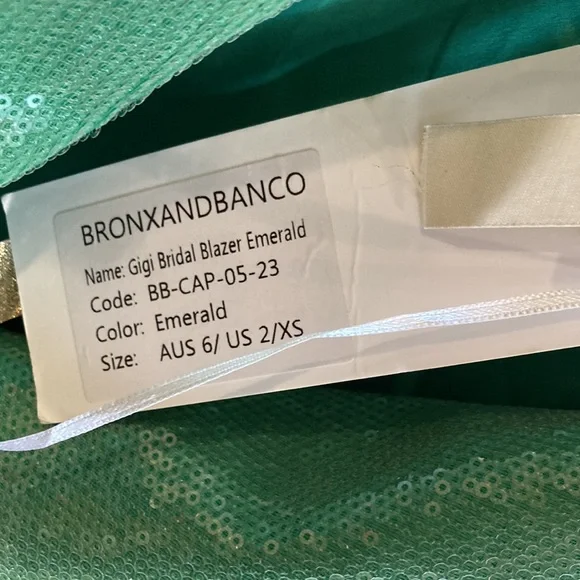 BRONXANDBANCO
Name: Gigi Bridal Blazer Emerald
Code: BB-CAP-05-23
Color: Emerald
Size: AUS 6/ US 2/XS